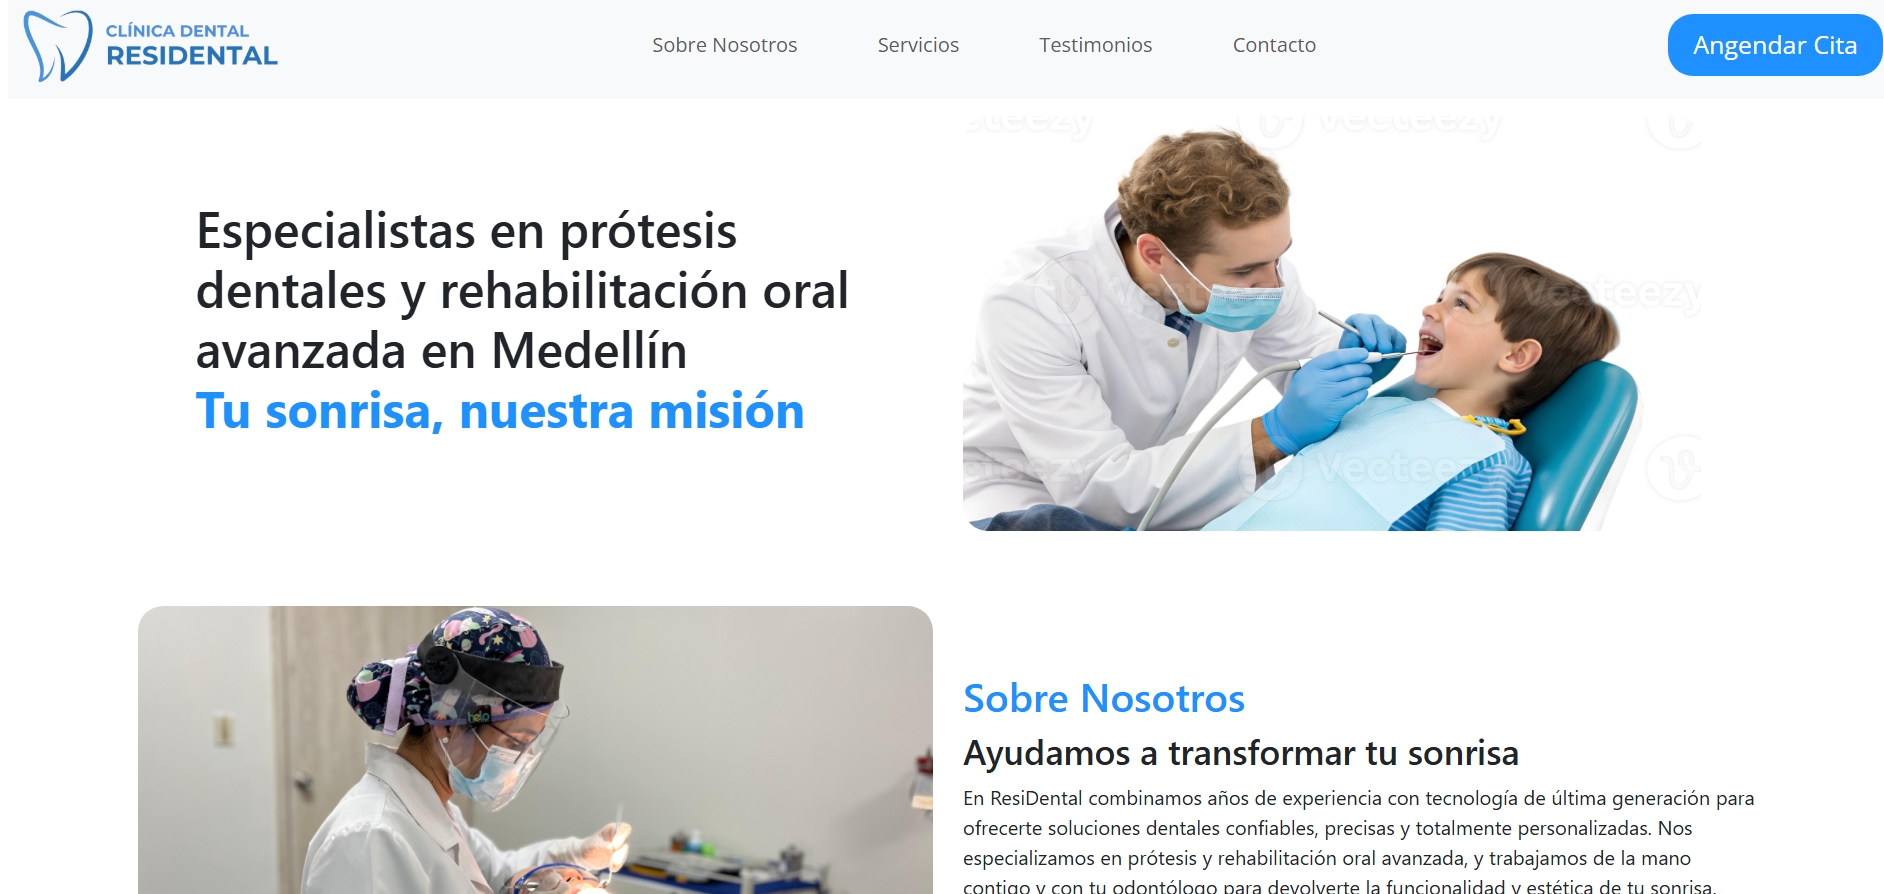 CLÍNICA DENTAL
RESIDENTAL
Sobre Nosotros
Servicios
Testimonios
Contacto
Angendar Cita
Especialistas en prótesis
dentales y rehabilitación oral
avanzada en Medellín
Tu sonrisa, nuestra misión
Vecteezy
Vecteezy
Vecteezy
Sobre Nosotros
Ayudamos a transformar tu sonrisa
En ResiDental combinamos años de experiencia con tecnología de última generación para
ofrecerte soluciones dentales confiables, precisas y totalmente personalizadas. Nos
especializamos en prótesis y rehabilitación oral avanzada, y trabajamos de la mano
contigo y con tu odontólogo para devolverte la funcionalidad y estética de tu sonrisa.